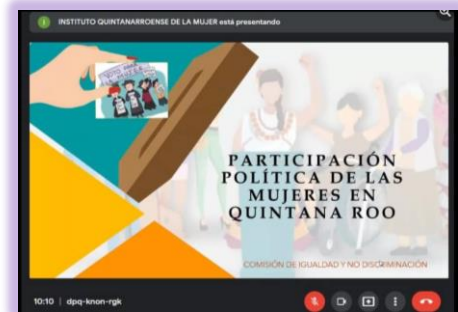 INSTITUTO QUINTANARROENSE DE LA MUJER está presentando
PARTICIPACIÓN
POLÍTICA DE LAS
MUJERES EN
QUINTANA ROO
COMISIÓN DE IGUALDAD Y NO DISCRIMINACIÓN
10:10 | dpq-knon-rgk